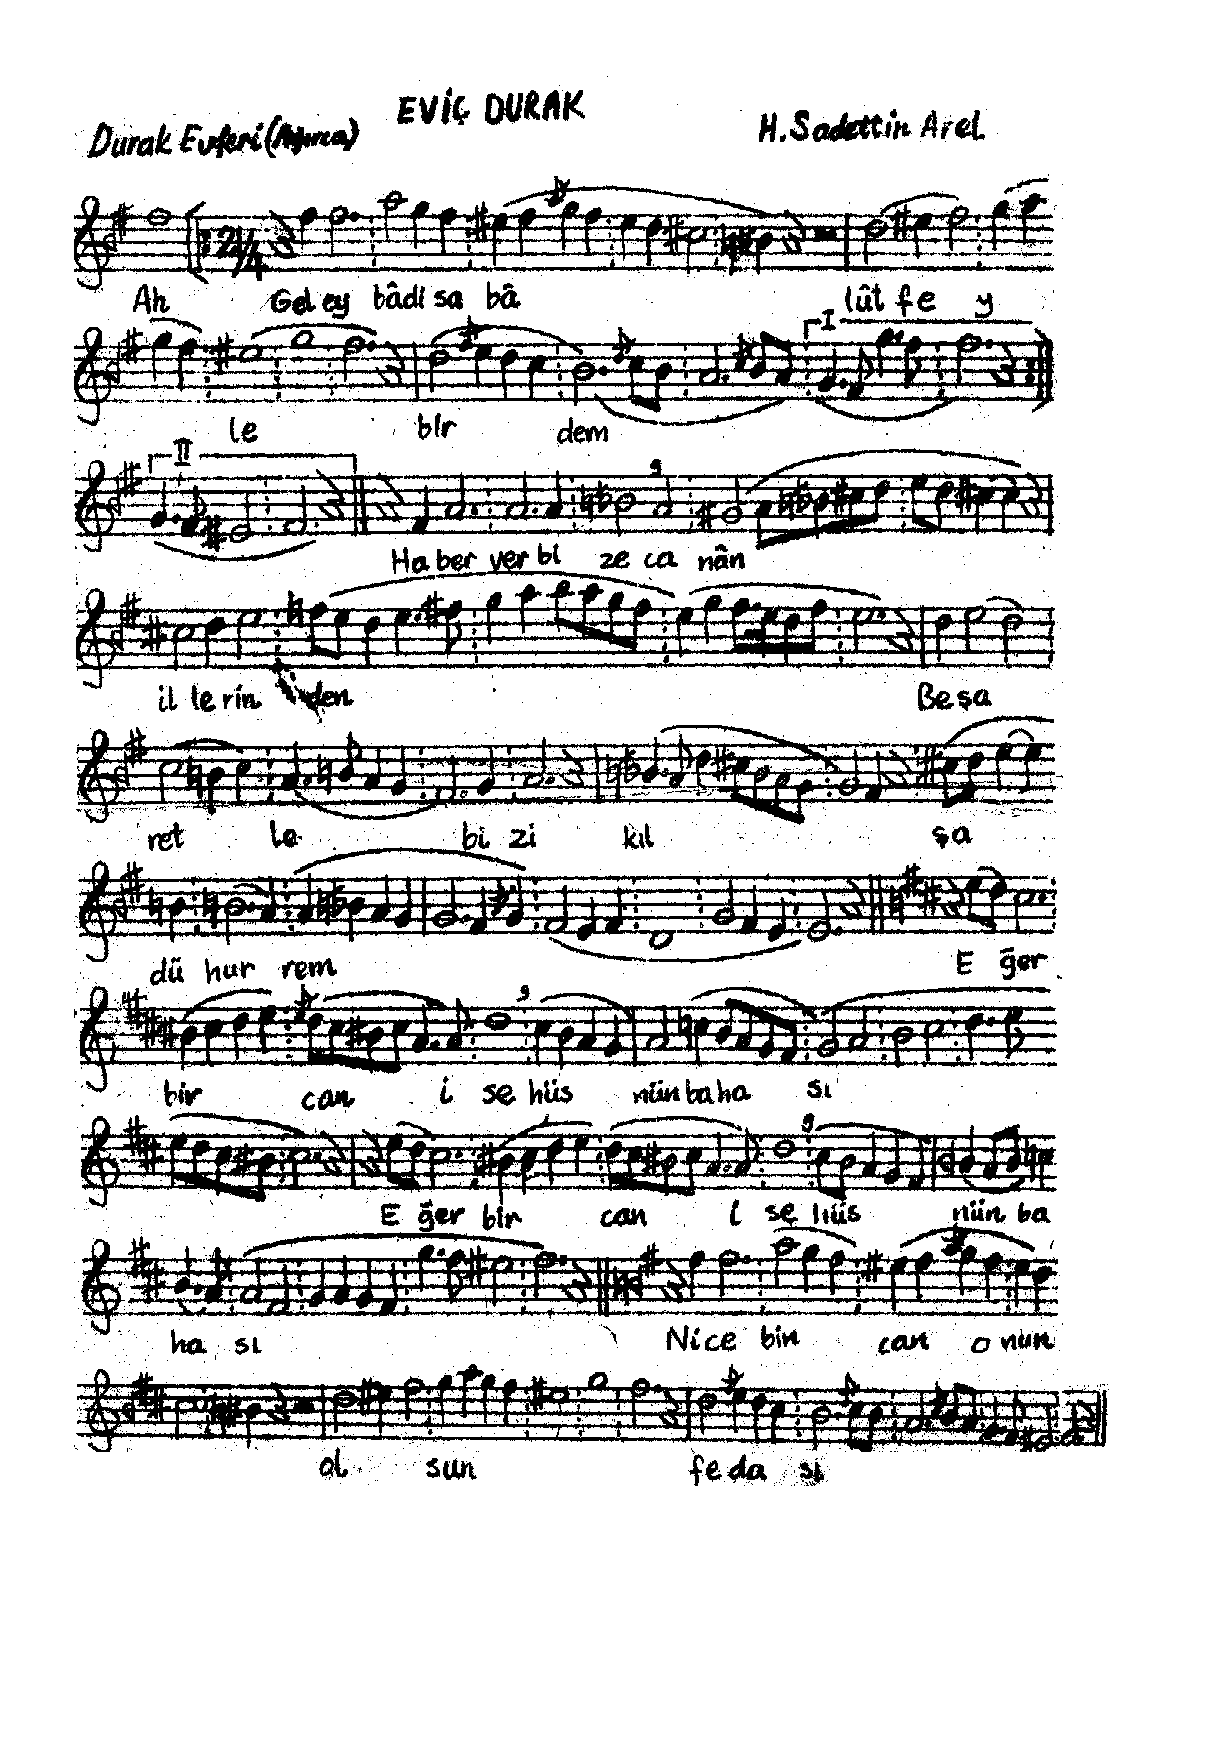 EVİÇ DURAK
Durak Evferi (Ağırca)
H. Sadettin Arel
2/4
Ah Gel ey bâdi sa bâ lût fe y
I
le bir dem
II
Ha ber ver bi ze ca nân
il le rin den Be şa
ret le bi zi kıl şa
dü hur rem E ğer
bir can i se hüs nün ba ha sı
E ğer bir can i se hüs nün ba
ha sı Ni ce bin can o nun
ol sun fe da sı